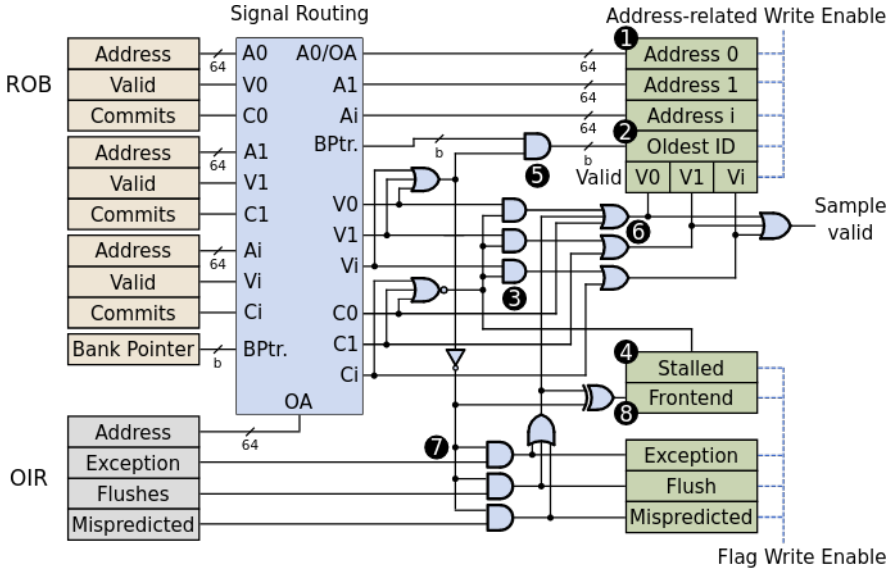 Signal Routing
Address-related Write Enable
ROB
Address
64
Valid
Commits
Address
64
Valid
Commits
Address
64
Valid
Commits
Bank Pointer
b
A0
V0
C0
A1
V1
C1
Ai
Vi
Ci
BPtr.
OA
A0/OA
A1
Ai
BPtr.
V0
V1
Vi
C0
C1
Ci
64
64
64
b
b
1
Address 0
Address 1
Address i
2
Oldest ID
Valid
V0
V1
Vi
5
6
3
Sample
valid
4
Stalled
Frontend
8
7
OIR
Address
64
Exception
Flushes
Mispredicted
Exception
Flush
Mispredicted
Flag Write Enable